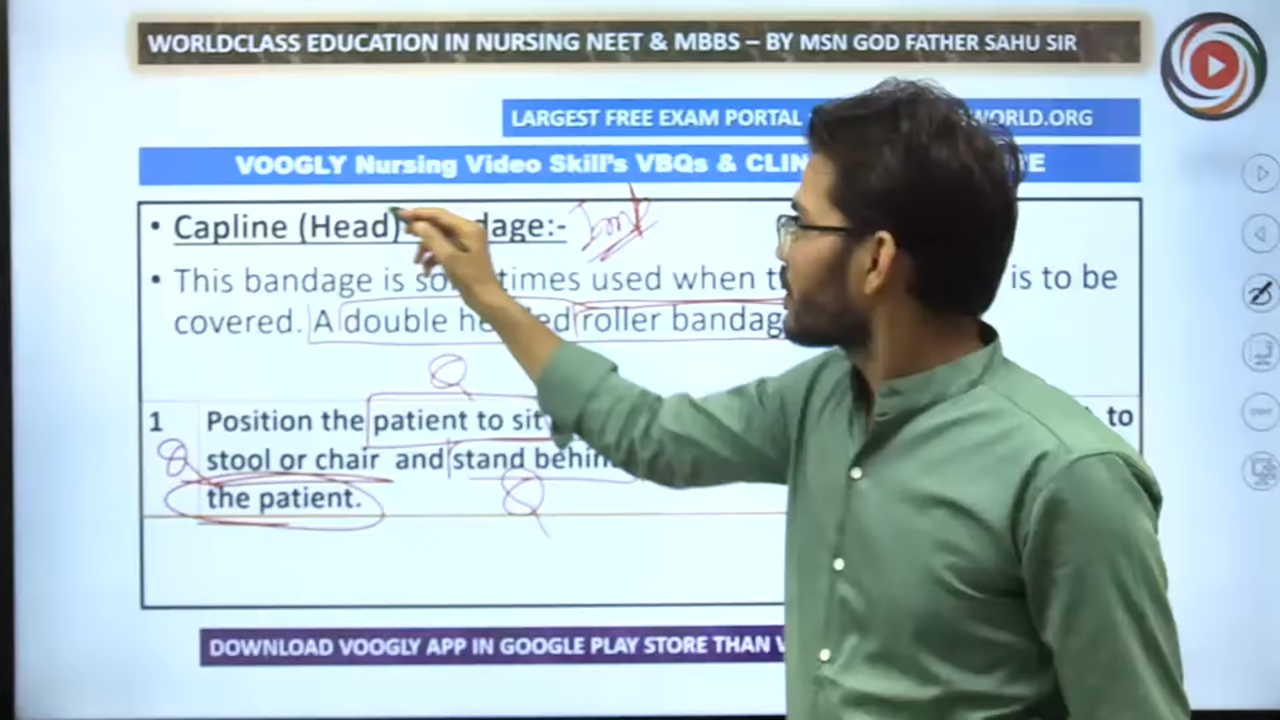 WORLDCLASS EDUCATION IN NURSING NEET & MBBS – BY MSN GOD FATHER SAHU SIR
LARGEST FREE EXAM PORTAL WORLD.ORG
VOOGLY Nursing Video Skill's VBQs & CLIN E
• Capline (Head) dage:- Imp
• This bandage is so times used when t is to be
covered. A double he ed roller bandag
1 Position the patient to sit to
stool or chair and stand behin
the patient.
DOWNLOAD VOOGLY APP IN GOOGLE PLAY STORE THAN V